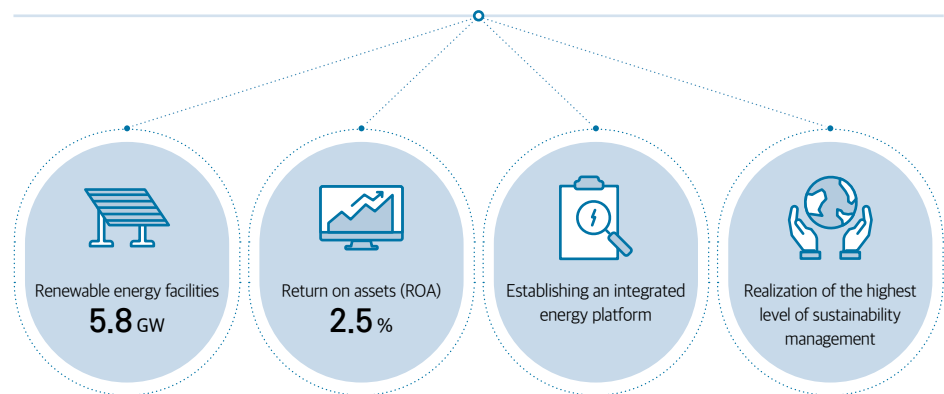 Renewable energy facilities
5.8 GW
Return on assets (ROA)
2.5 %
Establishing an integrated
energy platform
Realization of the highest
level of sustainability
management